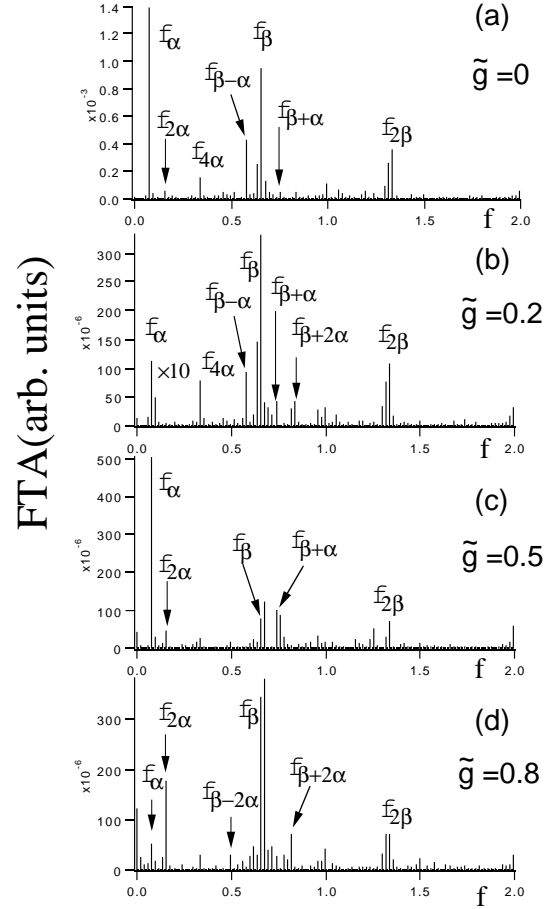 FTA(arb. units)
(a)
g̃=0
x10⁻³
1.4
1.2
1.0
0.8
0.6
0.4
0.2
0.0
fα
f2α
f4α
fβ−α
fβ
fβ+α
f2β
0.0 0.5 1.0 1.5 2.0
f
(b)
g̃=0.2
x10⁻⁶
300
250
200
150
100
50
0
fα
×10
f4α
fβ−α
fβ
fβ+α
fβ+2α
f2β
0.0 0.5 1.0 1.5 2.0
f
(c)
g̃=0.5
x10⁻⁶
500
400
300
200
100
0
fα
f2α
fβ
fβ+α
f2β
0.0 0.5 1.0 1.5 2.0
f
(d)
g̃=0.8
x10⁻⁶
300
200
100
0
fα
f2α
fβ−2α
fβ
fβ+2α
f2β
0.0 0.5 1.0 1.5 2.0
f